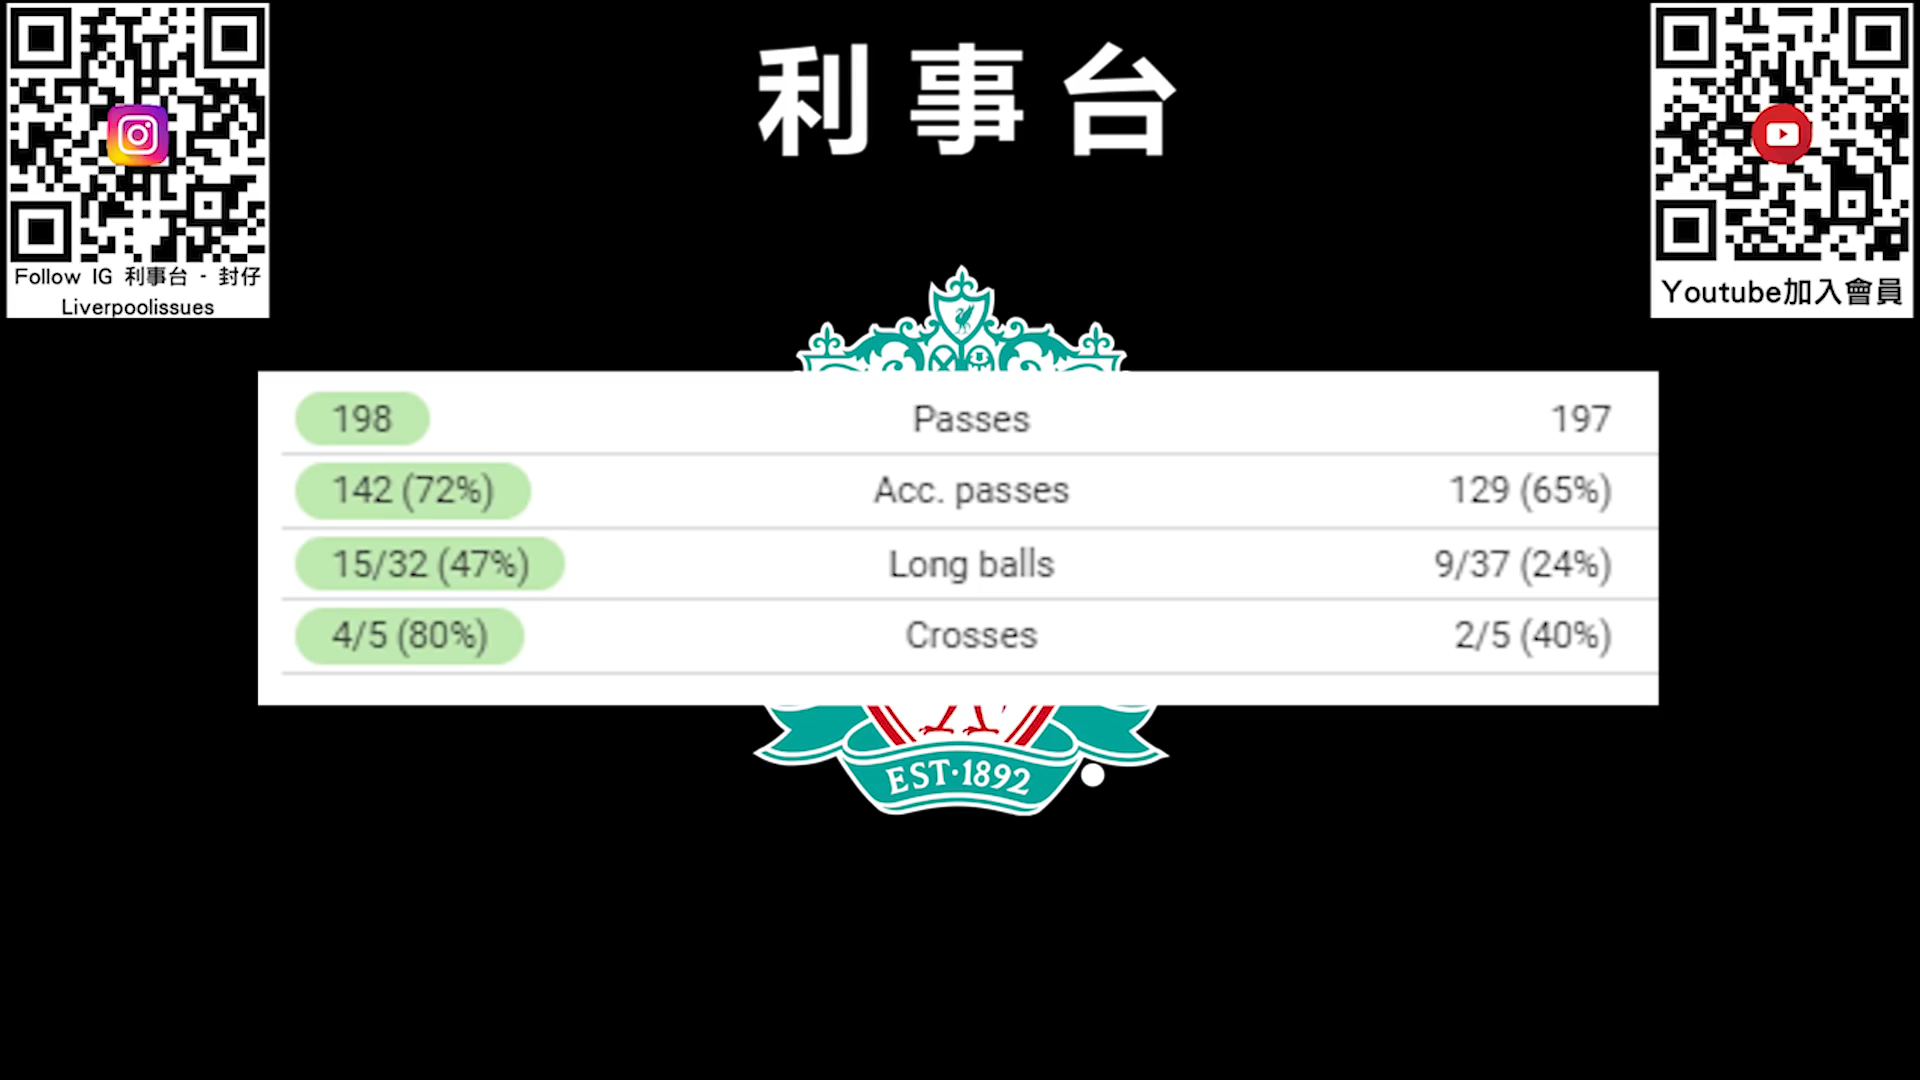 利事台
Follow IG 利事台 - 封仔
Liverpoolissues
Youtube加入會員
198 Passes 197
142 (72%) Acc. passes 129 (65%)
15/32 (47%) Long balls 9/37 (24%)
4/5 (80%) Crosses 2/5 (40%)
EST·1892